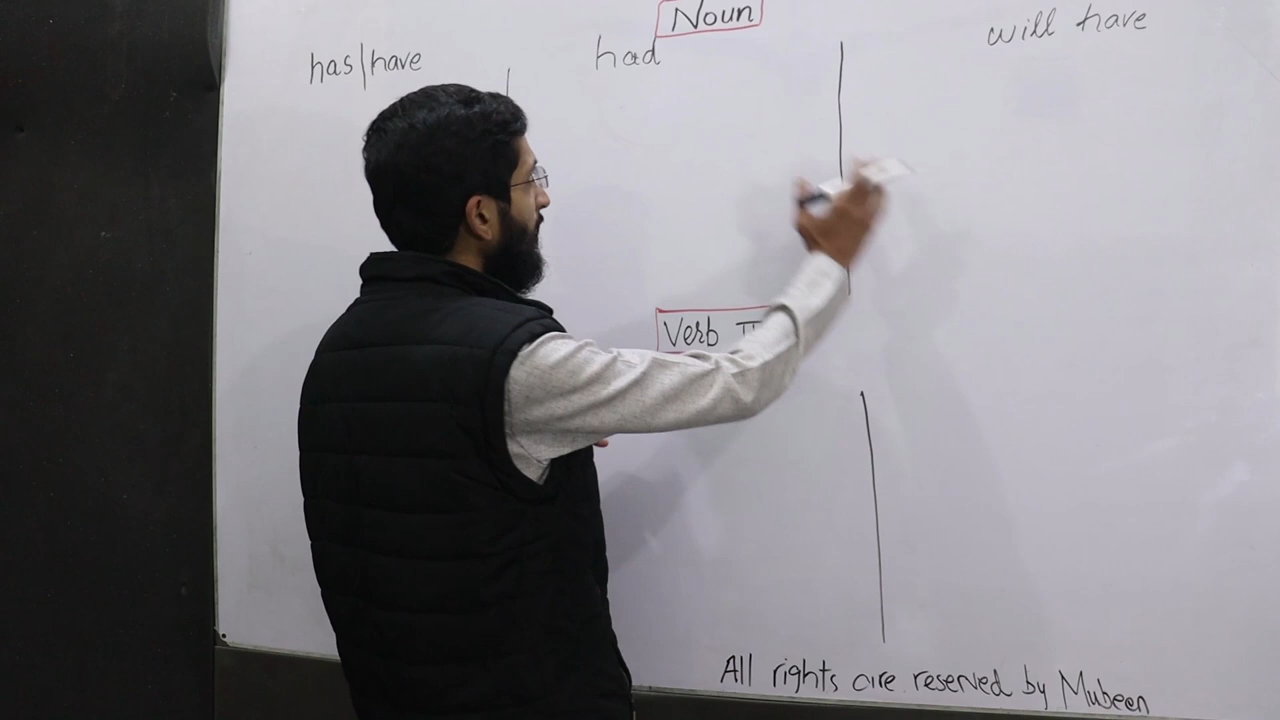 Noun
has|have
had
will have
Verb
All rights are reserved by Mubeen